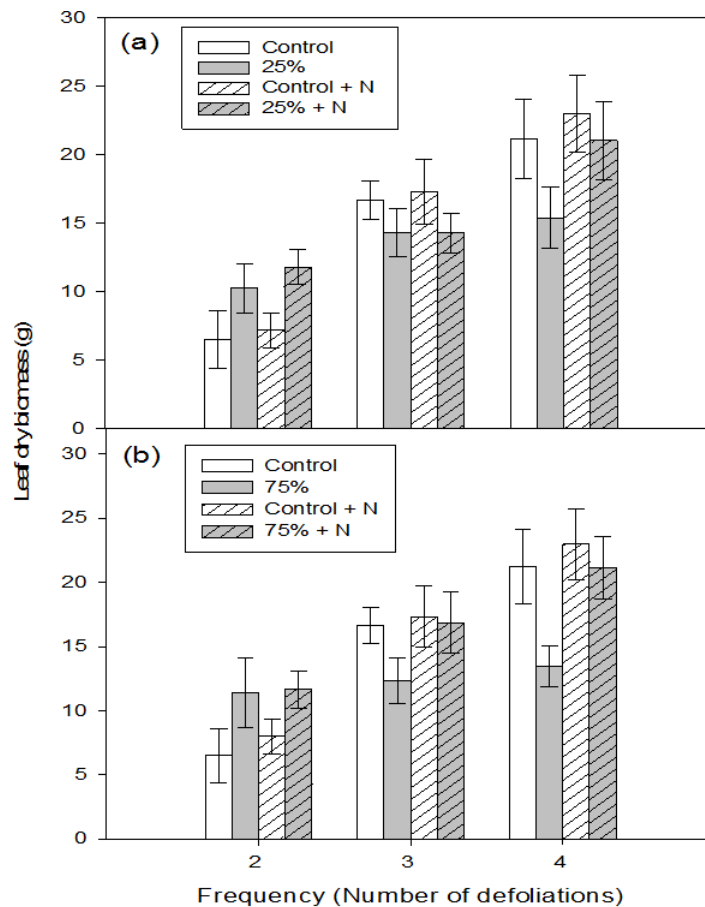 (a)
Control
25%
Control + N
25% + N
30
25
20
15
10
5
0
Leaf dry biomass (g)
(b)
Control
75%
Control + N
75% + N
30
25
20
15
10
5
0
2 3 4
Frequency (Number of defoliations)